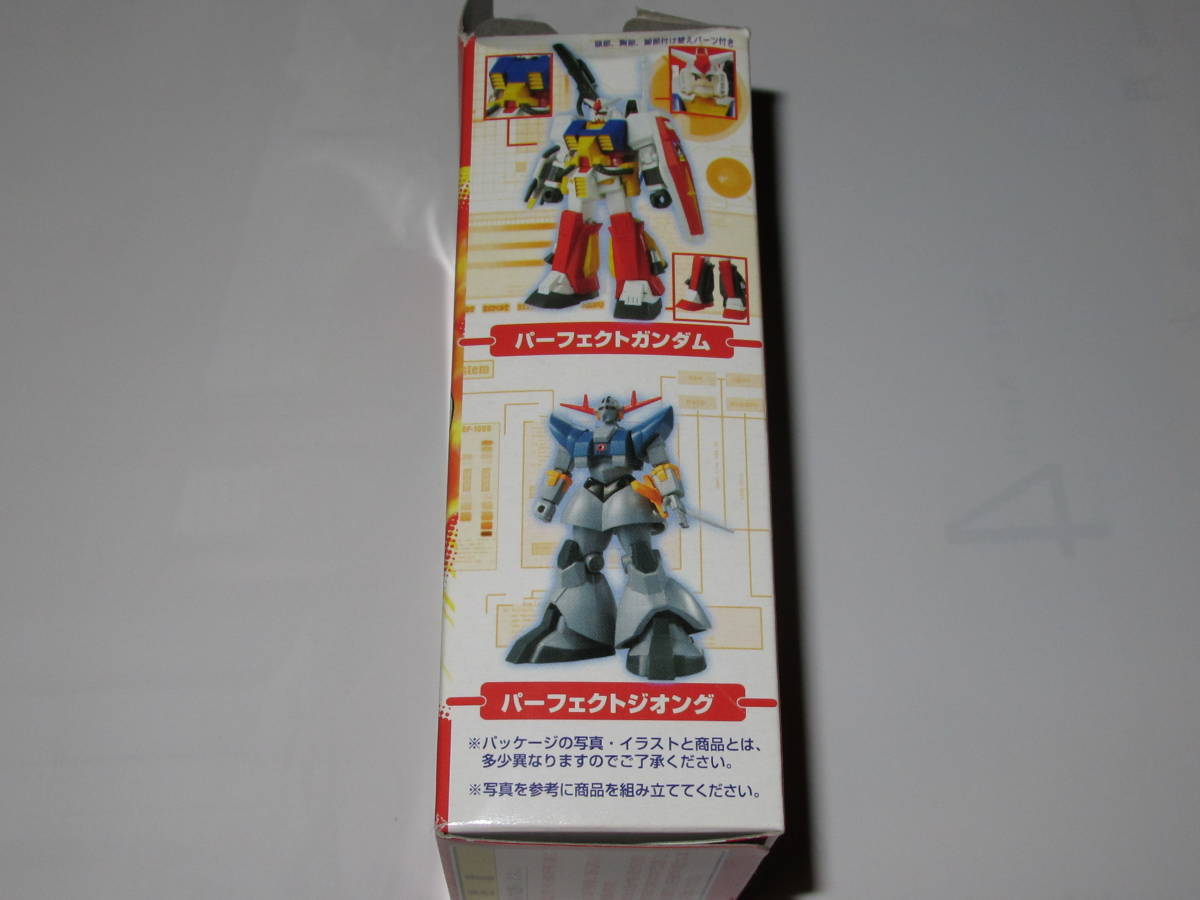 頭部、胸部、脚部付け替えパーツ付き
パーフェクトガンダム
stem
パーフェクトジオング
※パッケージの写真・イラストと商品とは、
多少異なりますのでご了承ください。
※写真を参考に商品を組み立ててください。
4